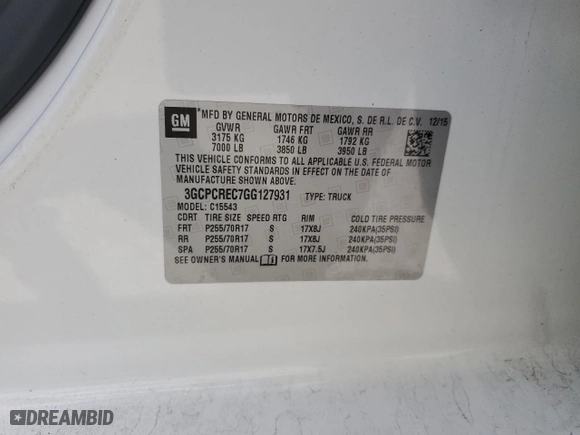 GM
*MFD BY GENERAL MOTORS DE MEXICO, S. DE R.L. DE C.V. 12/15
GVWR GAWR FRT GAWR RR
3175 KG 1746 KG 1792 KG
7000 LB 3850 LB 3950 LB
THIS VEHICLE CONFORMS TO ALL APPLICABLE U.S. FEDERAL MOTOR
VEHICLE SAFETY STANDARDS IN EFFECT ON THE DATE OF
MANUFACTURE SHOWN ABOVE.
3GCPCREC7GG127931 TYPE: TRUCK
MODEL: C15543
CDRT TIRE SIZE SPEED RTG RIM COLD TIRE PRESSURE
FRT P255/70R17 S 17X8J 240KPA(35PSI)
RR P255/70R17 S 17X8J 240KPA(35PSI)
SPA P255/70R17 S 17X7.5J 240KPA(35PSI)
SEE OWNER'S MANUAL FOR MORE INFORMATION.
DREAMBID